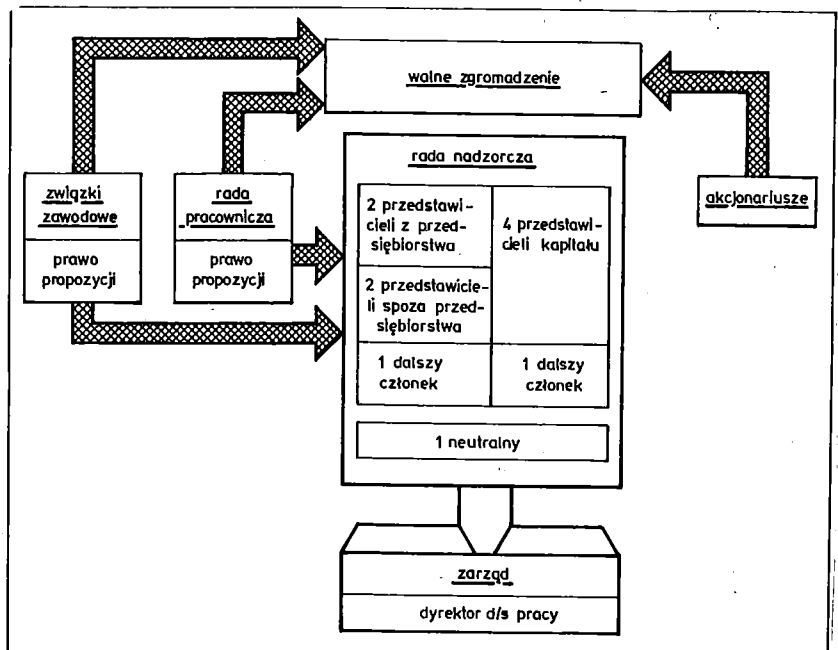 walne zgromadzenie
związki
zawodowe
prawo
propozycji
rada
pracownicza
prawo
propozycji
akcjonariusze
rada nadzorcza
2 przedstawi-
cieli z przed-
siębiorstwa
4 przedstawi-
cieli kapitału
2 przedstawicie-
li spoza przed-
siębiorstwa
1 dalszy
członek
1 dalszy
członek
1 neutralny
zarząd
dyrektor d/s pracy